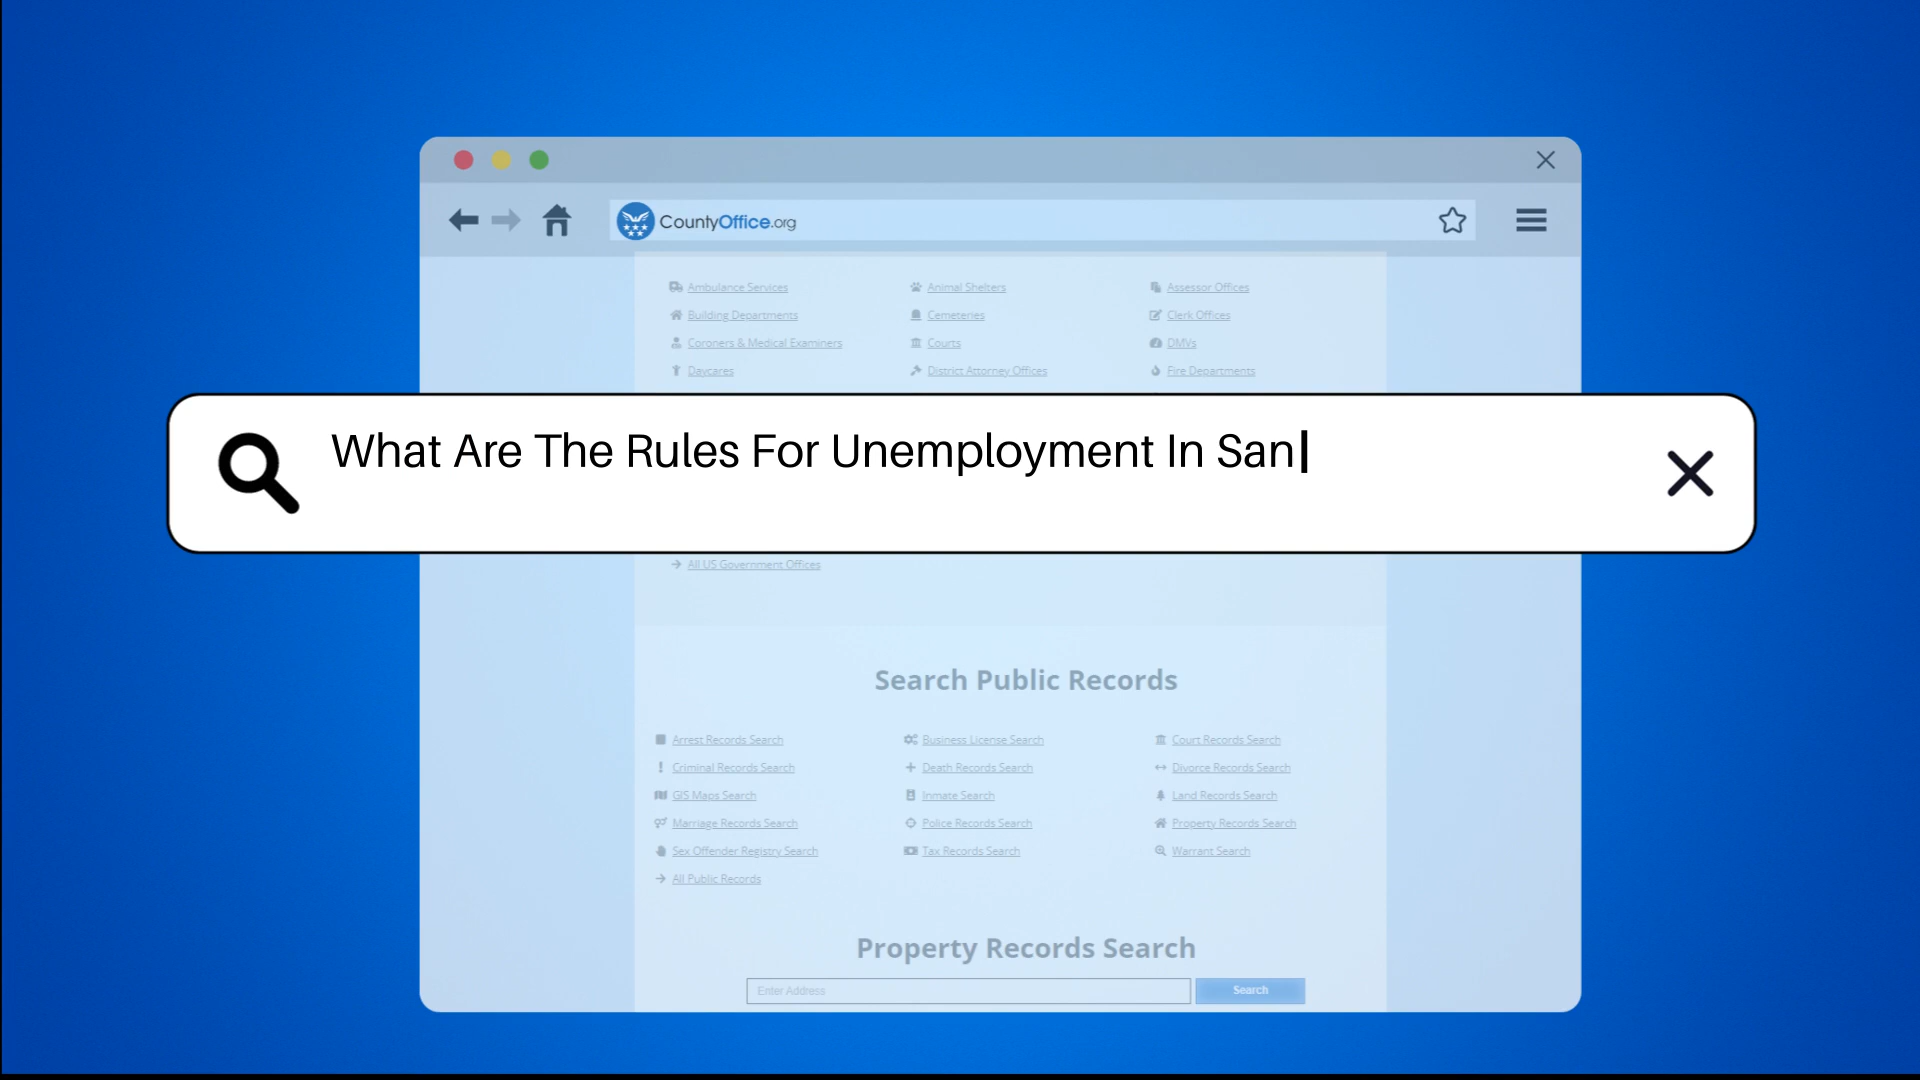 CountyOffice.org
Ambulance Services Animal Shelters Assessor Offices
Building Departments Cemeteries Clerk Offices
Coroners & Medical Examiners Courts DMVs
Daycares District Attorney Offices Fire Departments
What Are The Rules For Unemployment In San
All US Government Offices
Search Public Records
Arrest Records Search Business License Search Court Records Search
Criminal Records Search Death Records Search Divorce Records Search
GIS Maps Search Inmate Search Land Records Search
Marriage Records Search Police Records Search Property Records Search
Sex Offender Registry Search Tax Records Search Warrant Search
All Public Records
Property Records Search
Enter Address Search